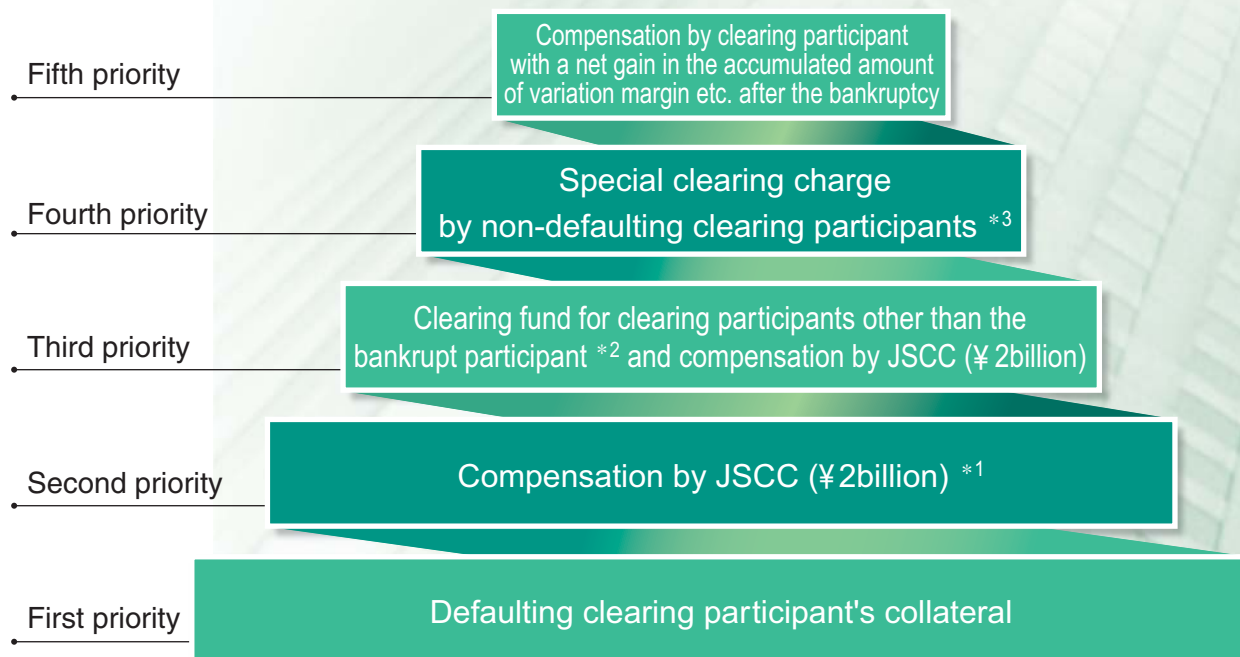 Fifth priority
Compensation by clearing participant
with a net gain in the accumulated amount
of variation margin etc. after the bankruptcy
Fourth priority
Special clearing charge
by non-defaulting clearing participants *3
Third priority
Clearing fund for clearing participants other than the
bankrupt participant *2 and compensation by JSCC (¥ 2billion)
Second priority
Compensation by JSCC (¥ 2billion) *1
First priority
Defaulting clearing participant's collateral